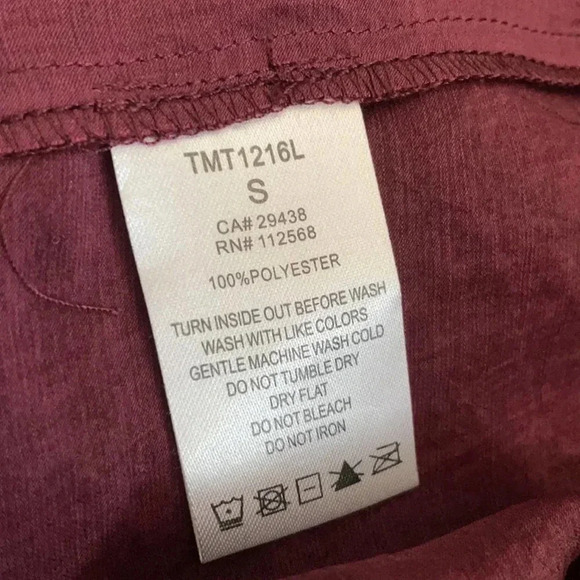 TMT1216L
S
CA# 29438
RN# 112568
100%POLYESTER
TURN INSIDE OUT BEFORE WASH
WASH WITH LIKE COLORS
GENTLE MACHINE WASH COLD
DO NOT TUMBLE DRY
DRY FLAT
DO NOT BLEACH
DO NOT IRON